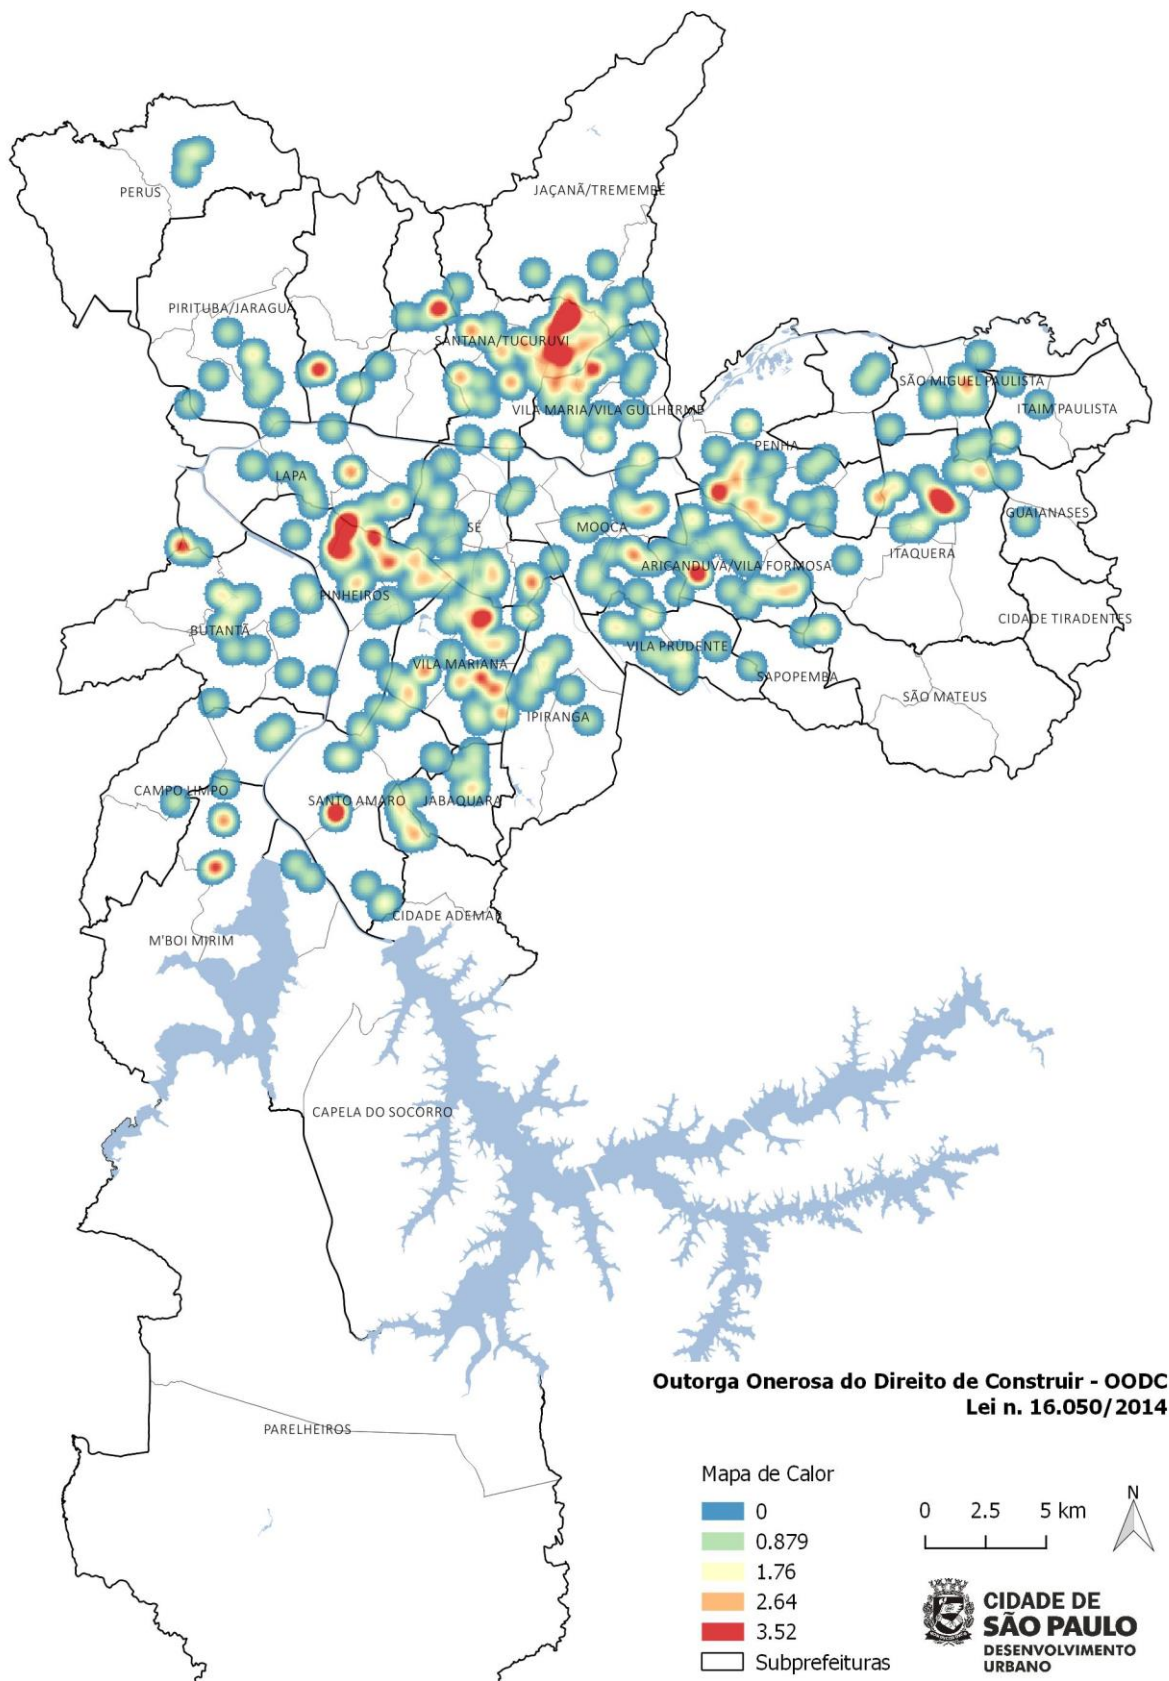 PERUS
JAÇANÃ/TREMEMBÉ
PIRITUBA/JARAGUÁ
SANTANA/TUCURUVI
SÃO MIGUEL PAULISTA
ITAIM PAULISTA
VILA MARIA/VILA GUILHERME
PENHA
LAPA
SÉ
MOOCA
GUAIANASES
ITAQUERA
ARICANDUVA/VILA FORMOSA
PINHEIROS
CIDADE TIRADENTES
BUTANTÃ
VILA PRUDENTE
VILA MARIANA
SAPOPEMBA
SÃO MATEUS
IPIRANGA
CAMPO LIMPO
SANTO AMARO
JABAQUARA
CIDADE ADEMAR
M'BOI MIRIM
CAPELA DO SOCORRO
PARELHEIROS
Outorga Onerosa do Direito de Construir - OODC
Lei n. 16.050/2014
Mapa de Calor
0
0.879
1.76
2.64
3.52
Subprefeituras
0 2.5 5 km
N
CIDADE DE
SÃO PAULO
DESENVOLVIMENTO
URBANO